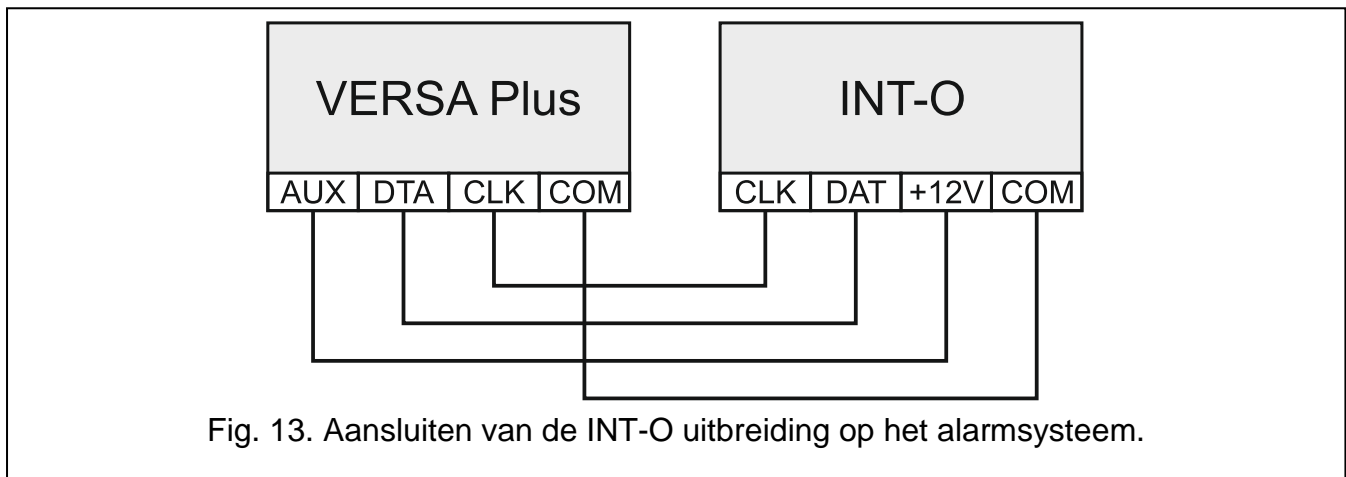 VERSA Plus
INT-O
AUX DTA CLK COM
CLK DAT +12V COM
Fig. 13. Aansluiten van de INT-O uitbreiding op het alarmsysteem.